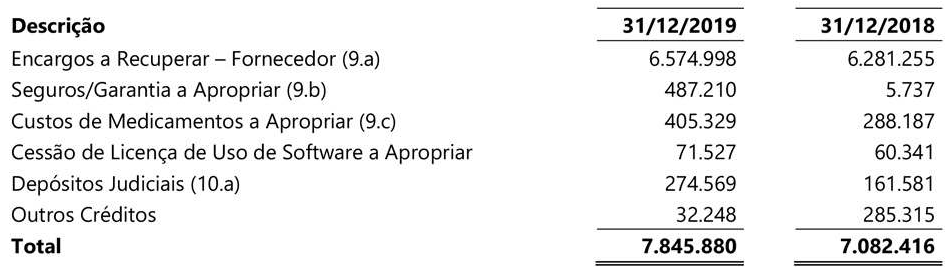 Descrição 31/12/2019 31/12/2018
Encargos a Recuperar – Fornecedor (9.a) 6.574.998 6.281.255
Seguros/Garantia a Apropriar (9.b) 487.210 5.737
Custos de Medicamentos a Apropriar (9.c) 405.329 288.187
Cessão de Licença de Uso de Software a Apropriar 71.527 60.341
Depósitos Judiciais (10.a) 274.569 161.581
Outros Créditos 32.248 285.315
Total 7.845.880 7.082.416